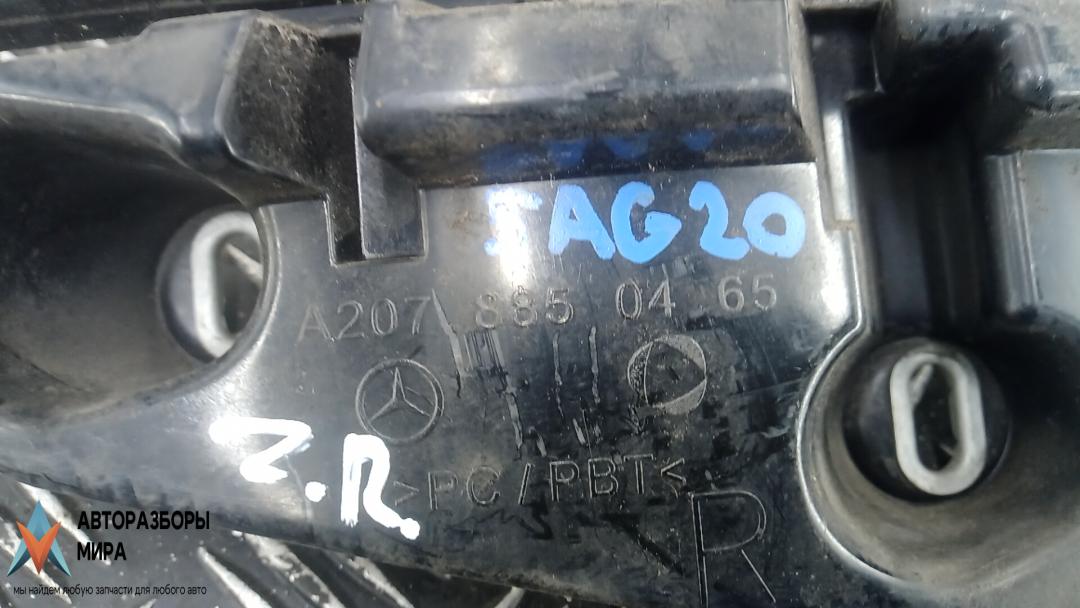 TAG20
A207 885 04 65
Z.R.
>PC/PBT<
R
АВТОРАЗБОРЫ
МИРА
мы найдем любую запчасти для любого авто